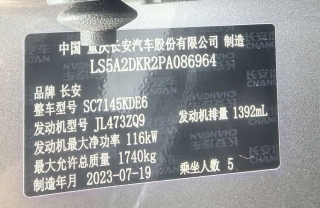 中国 重庆长安汽车股份有限公司 制造
LS5A2DKR2PA086964
品牌 长安
整车型号 SC7145KDE6
发动机型号 JL473ZQ9 发动机排量 1392mL
发动机最大净功率 116kW
最大允许总质量 1740kg
制造年月 2023-07-19 乘坐人数 5